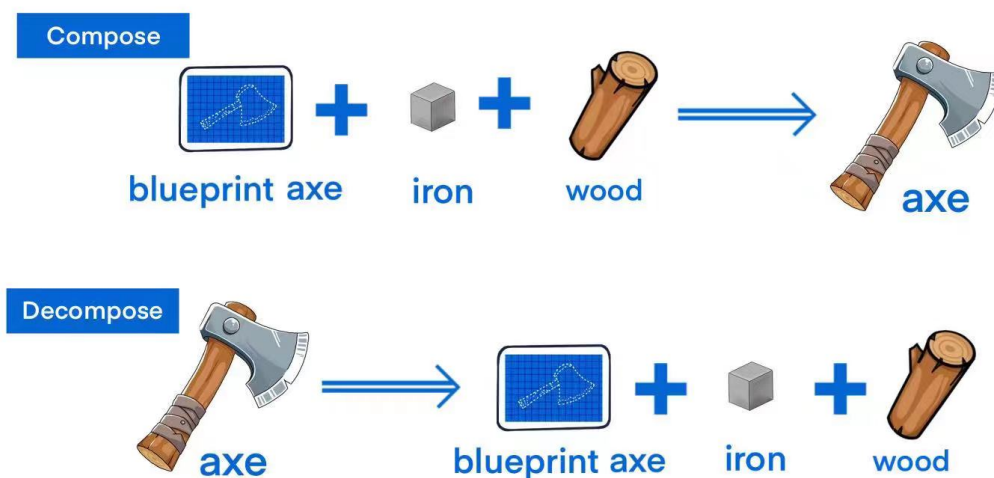 Compose
blueprint axe
iron
wood
axe
Decompose
axe
blueprint axe
iron
wood